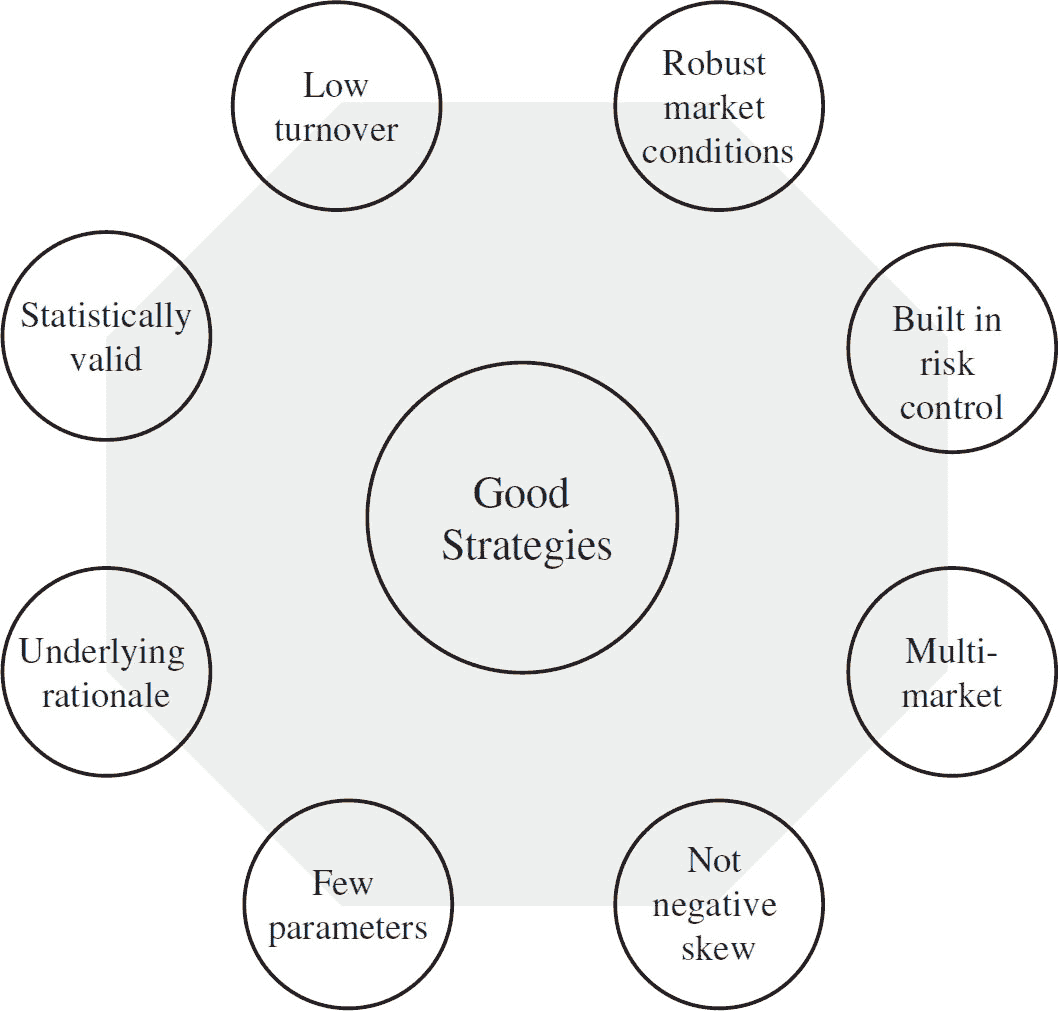 Low
turnover
Robust
market
conditions
Statistically
valid
Built in
risk
control
Good
Strategies
Underlying
rationale
Multi-
market
Few
parameters
Not
negative
skew